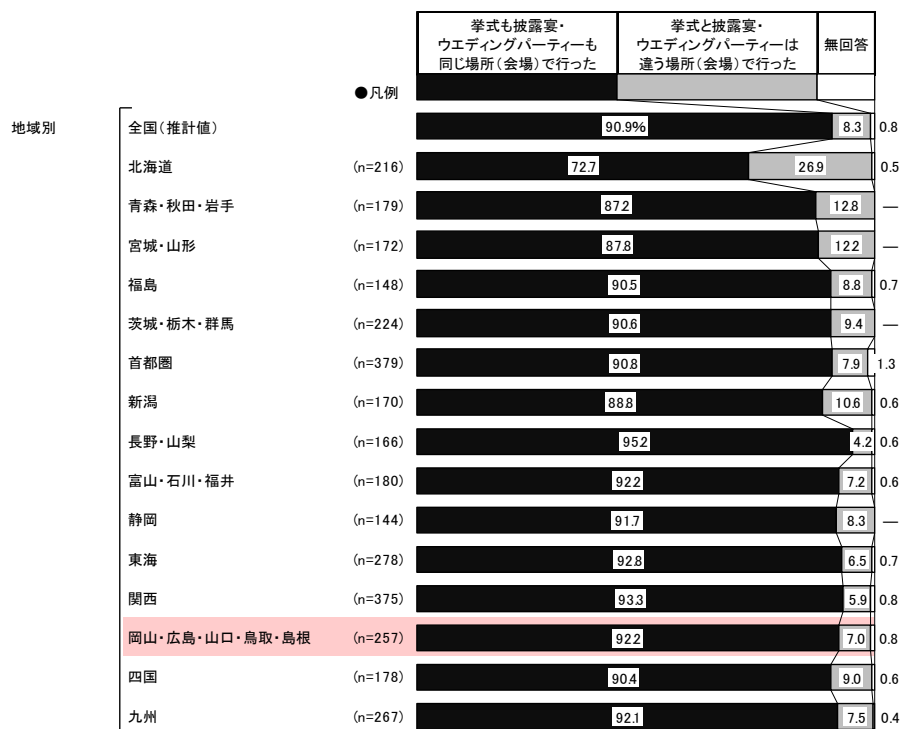 挙式も披露宴・
ウエディングパーティーも
同じ場所（会場）で行った
挙式と披露宴・
ウエディングパーティーは
違う場所（会場）で行った
無回答
●凡例
地域別
全国（推計値） 90.9% 8.3 0.8
北海道 (n=216) 72.7 26.9 0.5
青森・秋田・岩手 (n=179) 87.2 12.8 ―
宮城・山形 (n=172) 87.8 12.2 ―
福島 (n=148) 90.5 8.8 0.7
茨城・栃木・群馬 (n=224) 90.6 9.4 ―
首都圏 (n=379) 90.8 7.9 1.3
新潟 (n=170) 88.8 10.6 0.6
長野・山梨 (n=166) 95.2 4.2 0.6
富山・石川・福井 (n=180) 92.2 7.2 0.6
静岡 (n=144) 91.7 8.3 ―
東海 (n=278) 92.8 6.5 0.7
関西 (n=375) 93.3 5.9 0.8
岡山・広島・山口・鳥取・島根 (n=257) 92.2 7.0 0.8
四国 (n=178) 90.4 9.0 0.6
九州 (n=267) 92.1 7.5 0.4